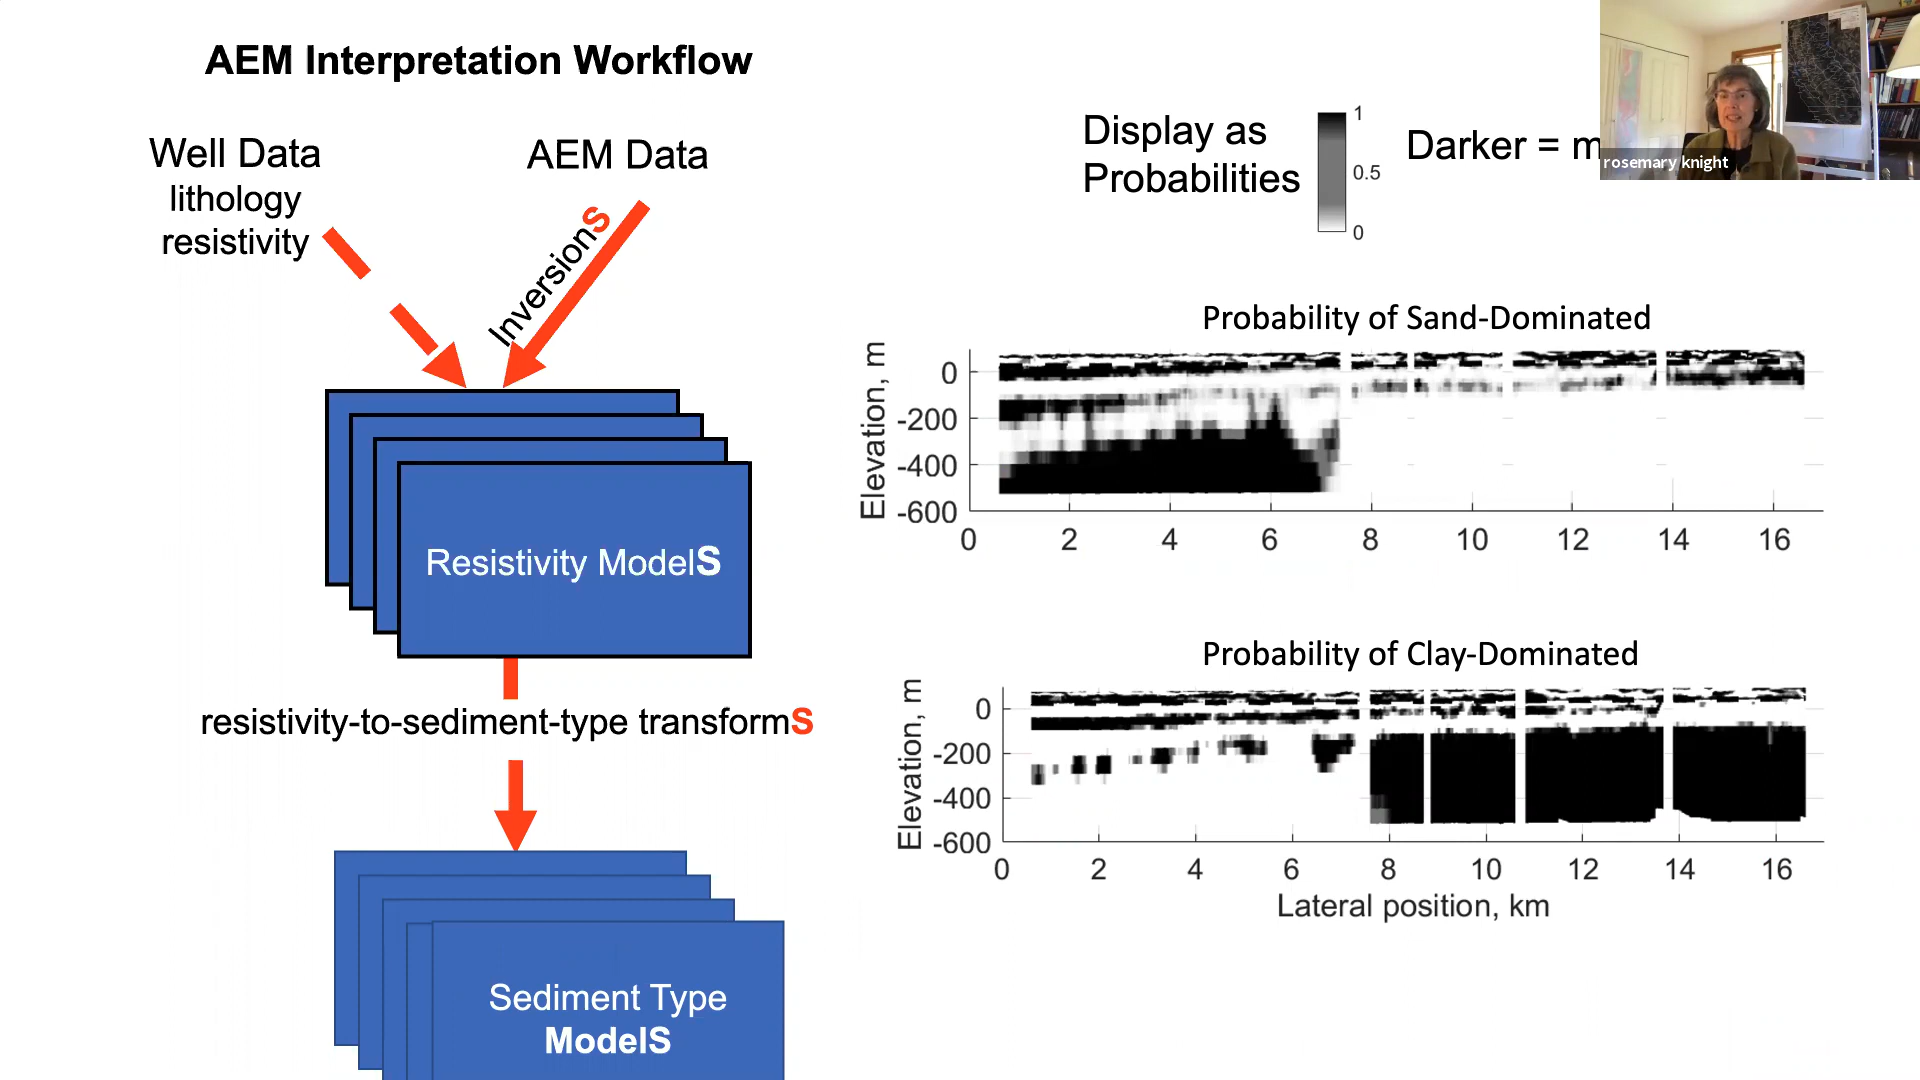 AEM Interpretation Workflow
Well Data
lithology
resistivity
AEM Data
InversionS
Resistivity ModelS
resistivity-to-sediment-type transformS
Sediment Type
ModelS
Display as
Probabilities
1
0.5
0
Darker = m
rosemary knight
Probability of Sand-Dominated
Elevation, m
0
-200
-400
-600
0 2 4 6 8 10 12 14 16
Probability of Clay-Dominated
Elevation, m
0
-200
-400
-600
0 2 4 6 8 10 12 14 16
Lateral position, km